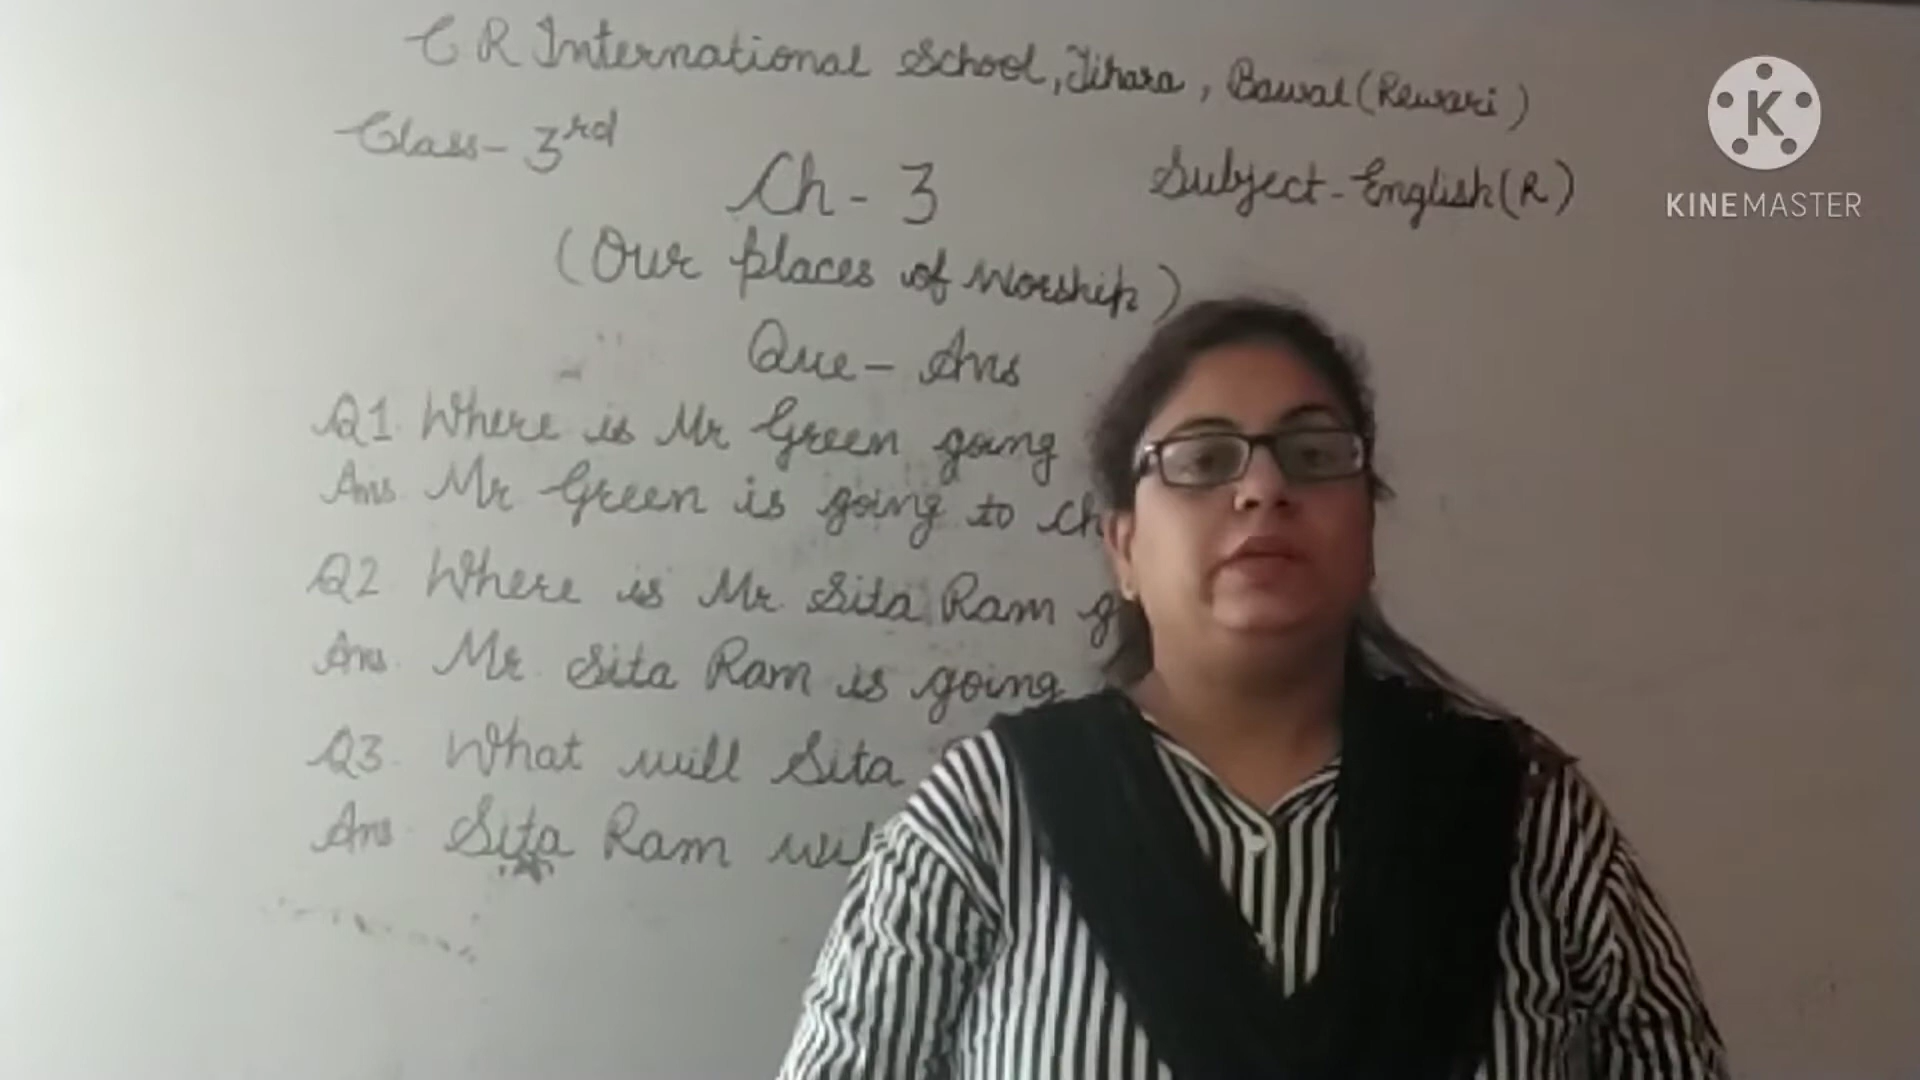 C R International School, Jihara, Bawal (Rewari)
Class - 3rd
Ch - 3
Subject - English (R)
(Our places of Worship)
Que - Ans
Q1. Where is Mr Green going
Ans. Mr Green is going to ch
Q2. Where is Mr. Sita Ram g
Ans. Mr. Sita Ram is going
Q3. What will Sita
Ans. Sita Ram wil
K
KINEMASTER